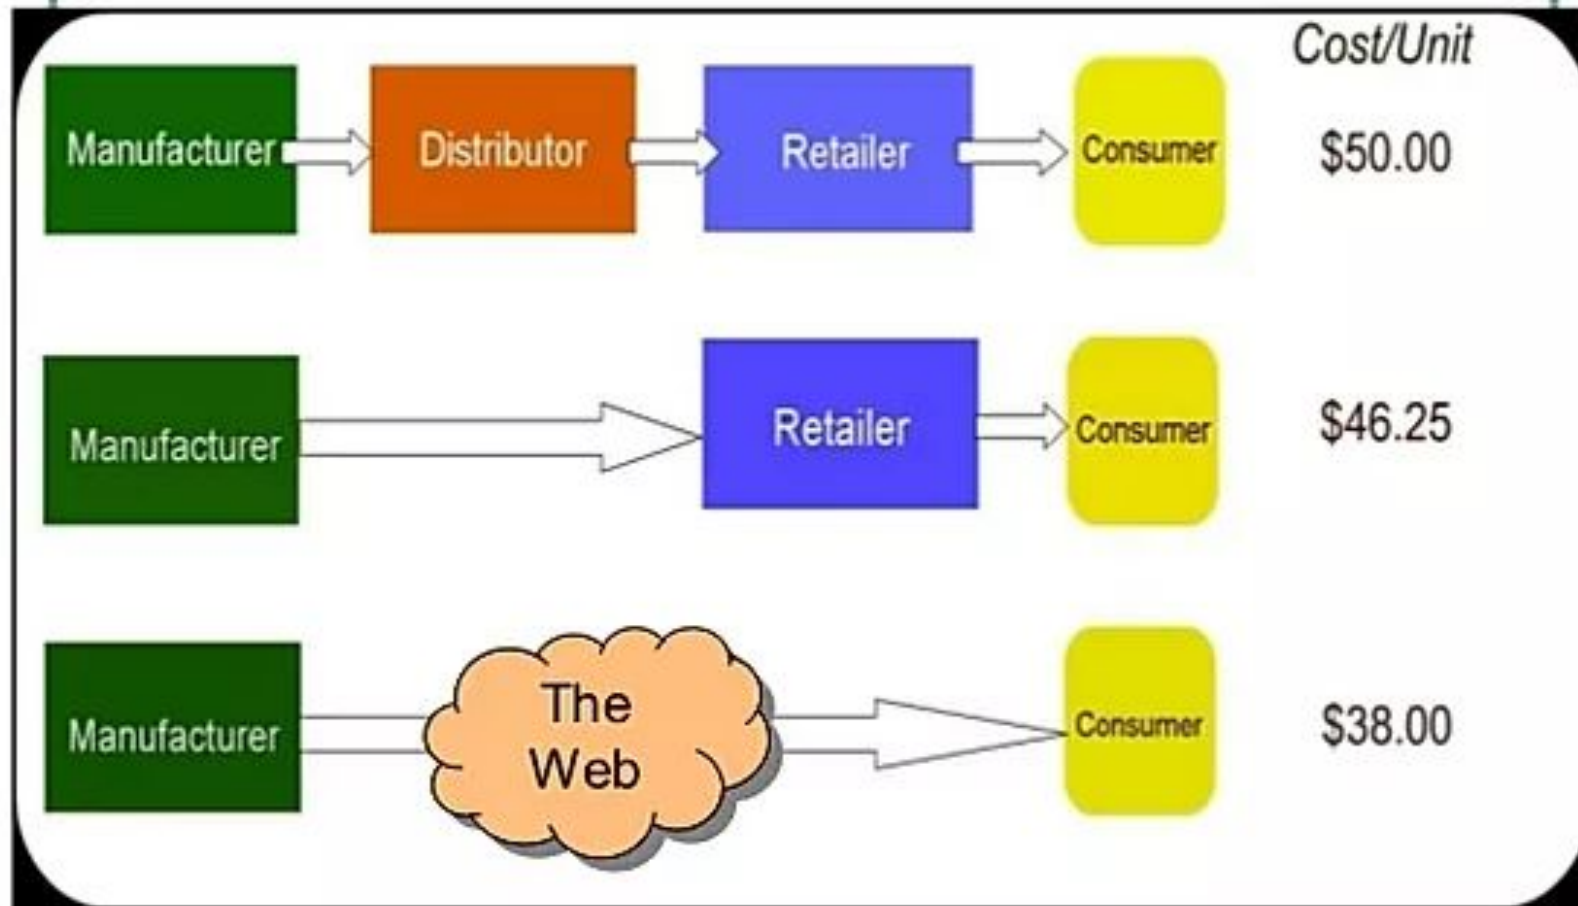 Cost/Unit
Manufacturer Distributor Retailer Consumer $50.00
Manufacturer Retailer Consumer $46.25
Manufacturer The Web Consumer $38.00